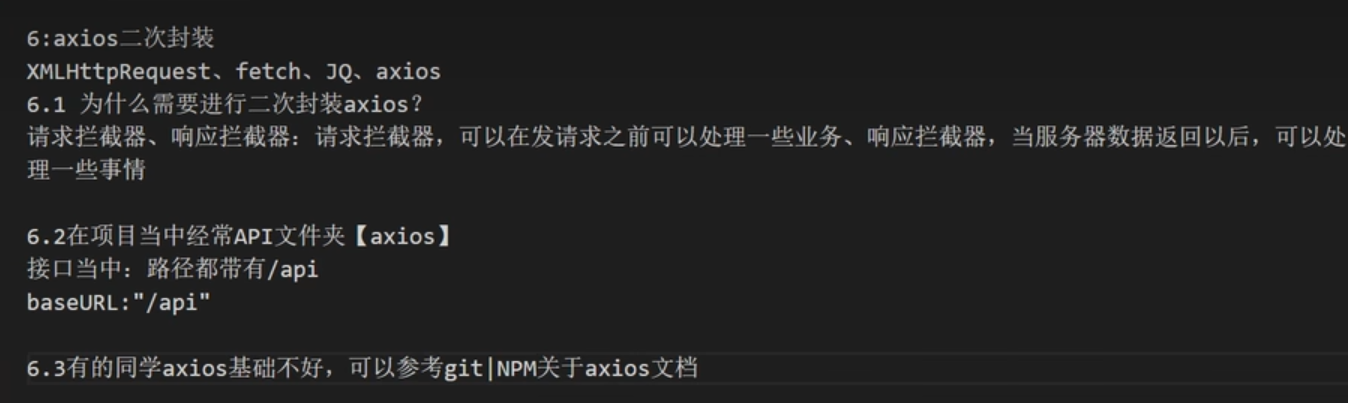 6:axios二次封装
XMLHttpRequest、fetch、JQ、axios
6.1 为什么需要进行二次封装axios？
请求拦截器、响应拦截器：请求拦截器，可以在发请求之前可以处理一些业务、响应拦截器，当服务器数据返回以后，可以处
理一些事情
6.2在项目当中经常API文件夹【axios】
接口当中：路径都带有/api
baseURL:"/api"
6.3有的同学axios基础不好，可以参考git|NPM关于axios文档